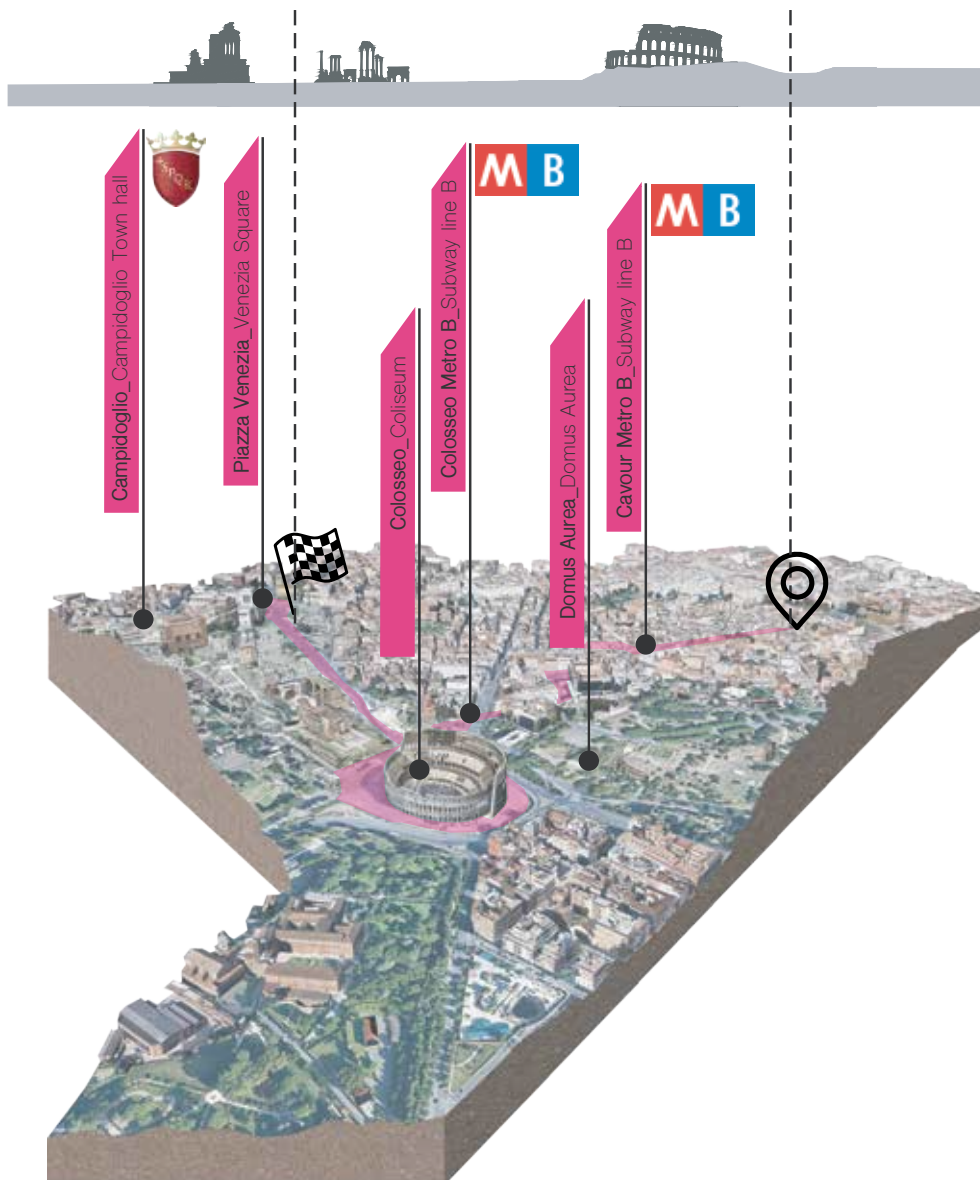 Campidoglio_Campidoglio Town hall
SPQR
Piazza Venezia_Venezia Square
Colosseo_Coliseum
Colosseo Metro B_Subway line B
M B
Domus Aurea_Domus Aurea
Cavour Metro B_Subway line B
M B